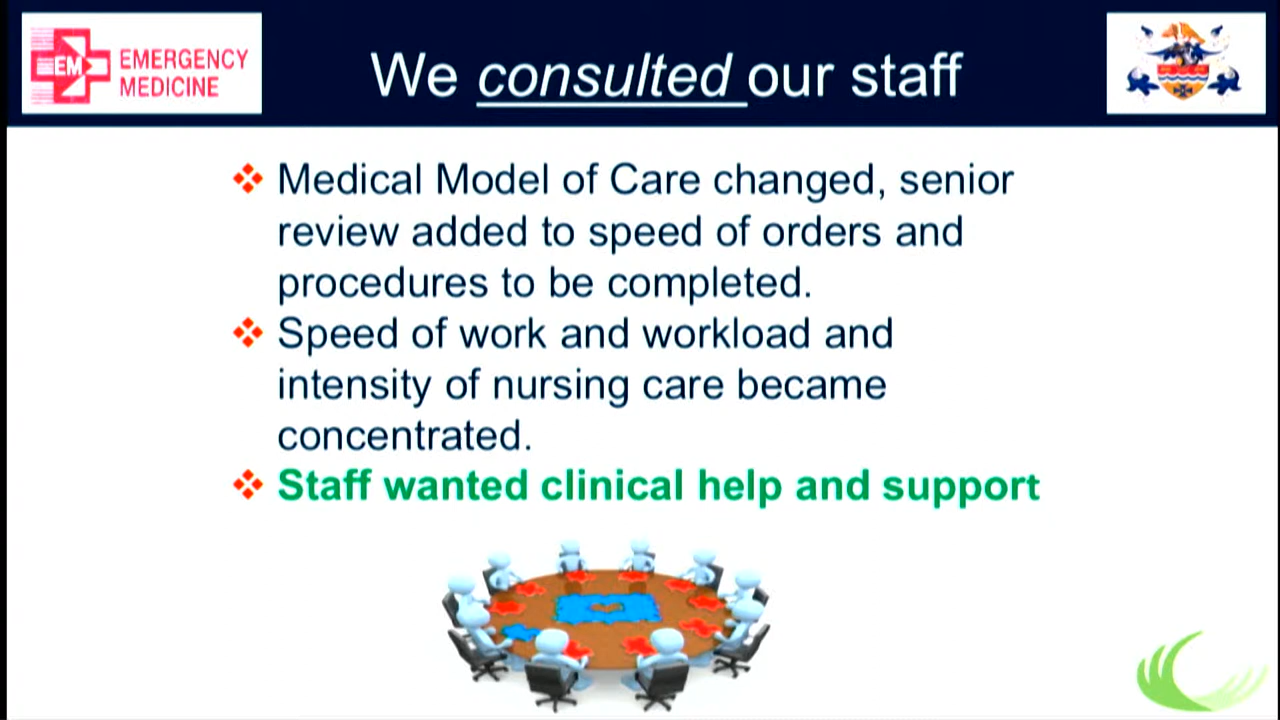 EM EMERGENCY
MEDICINE
We consulted our staff
Medical Model of Care changed, senior
review added to speed of orders and
procedures to be completed.
Speed of work and workload and
intensity of nursing care became
concentrated.
Staff wanted clinical help and support